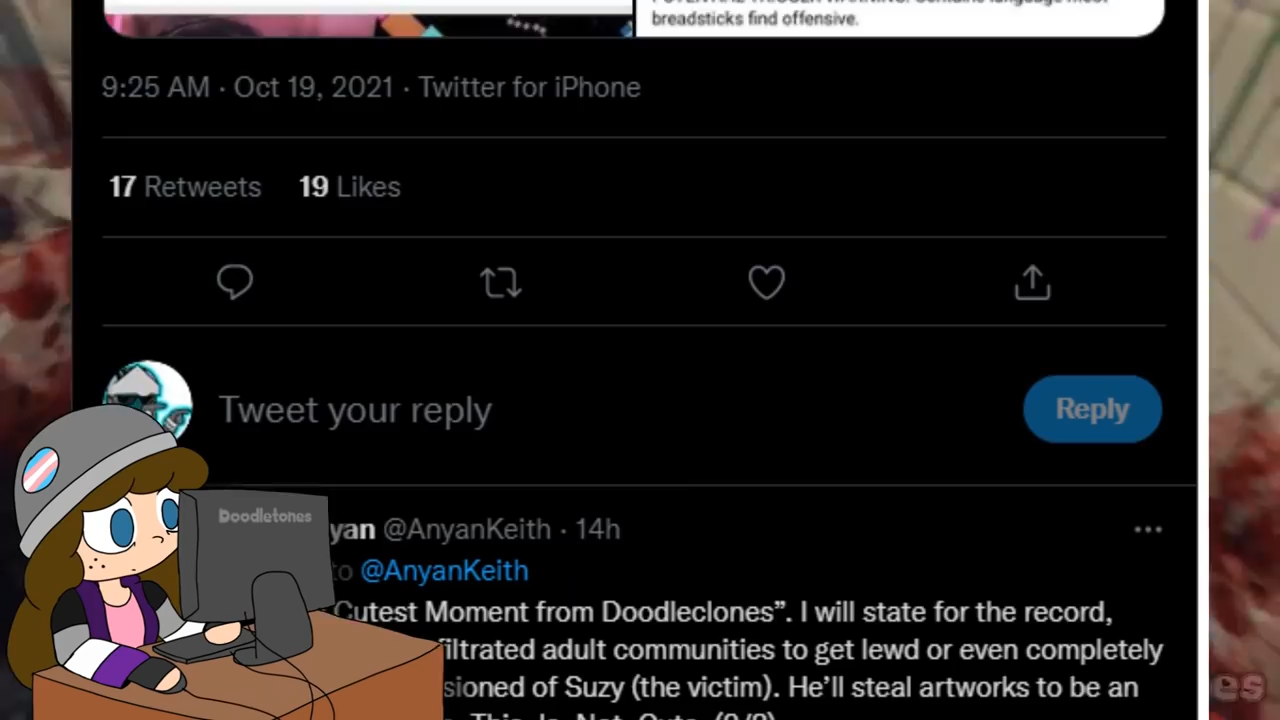 breadsticks find offensive.
9:25 AM · Oct 19, 2021 · Twitter for iPhone
17 Retweets 19 Likes
Tweet your reply
Reply
Doodletones
yan @AnyanKeith · 14h
to @AnyanKeith
Cutest Moment from Doodleclones”. I will state for the record,
filtrated adult communities to get lewd or even completely
sioned of Suzy (the victim). He’ll steal artworks to be an
es